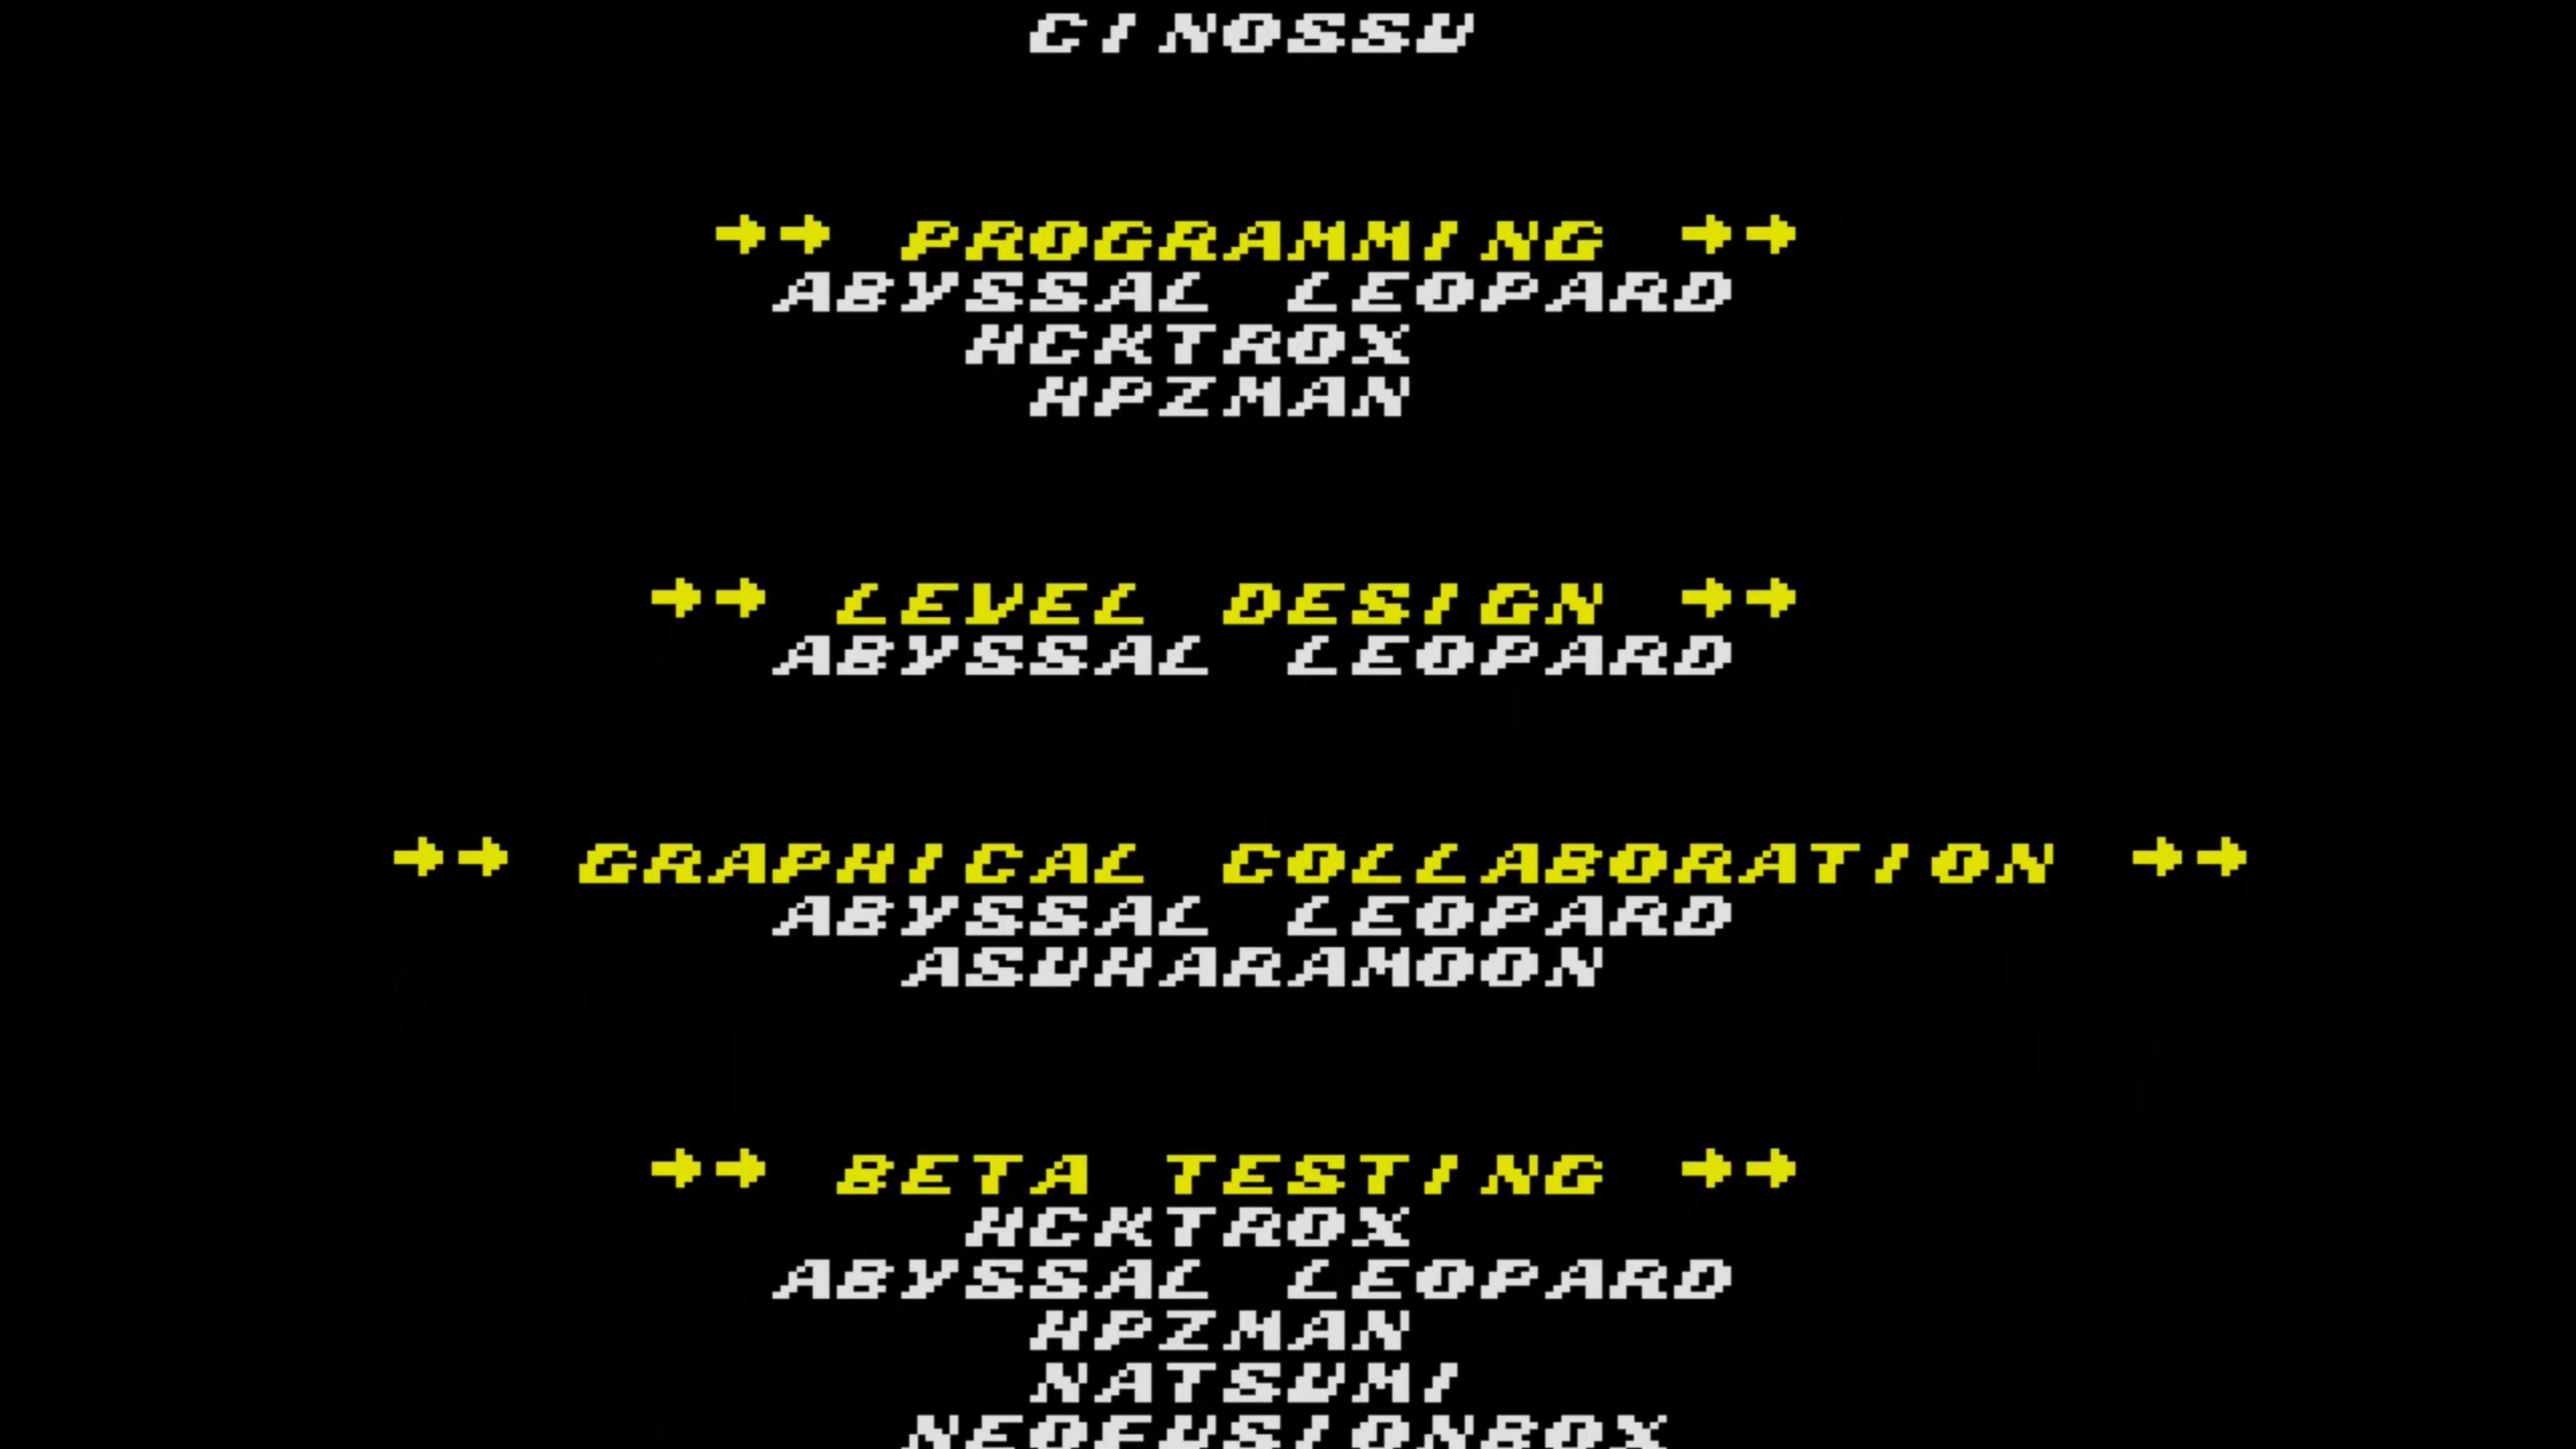 CINOSSU
→→ PROGRAMMING →→
ABYSSAL LEOPARD
HCKTROX
HPZMAN
→→ LEVEL DESIGN →→
ABYSSAL LEOPARD
→→ GRAPHICAL COLLABORATION →→
ABYSSAL LEOPARD
ASUHARAMOON
→→ BETA TESTING →→
HCKTROX
ABYSSAL LEOPARD
HPZMAN
NATSUMI
NEOFUSIONBOX